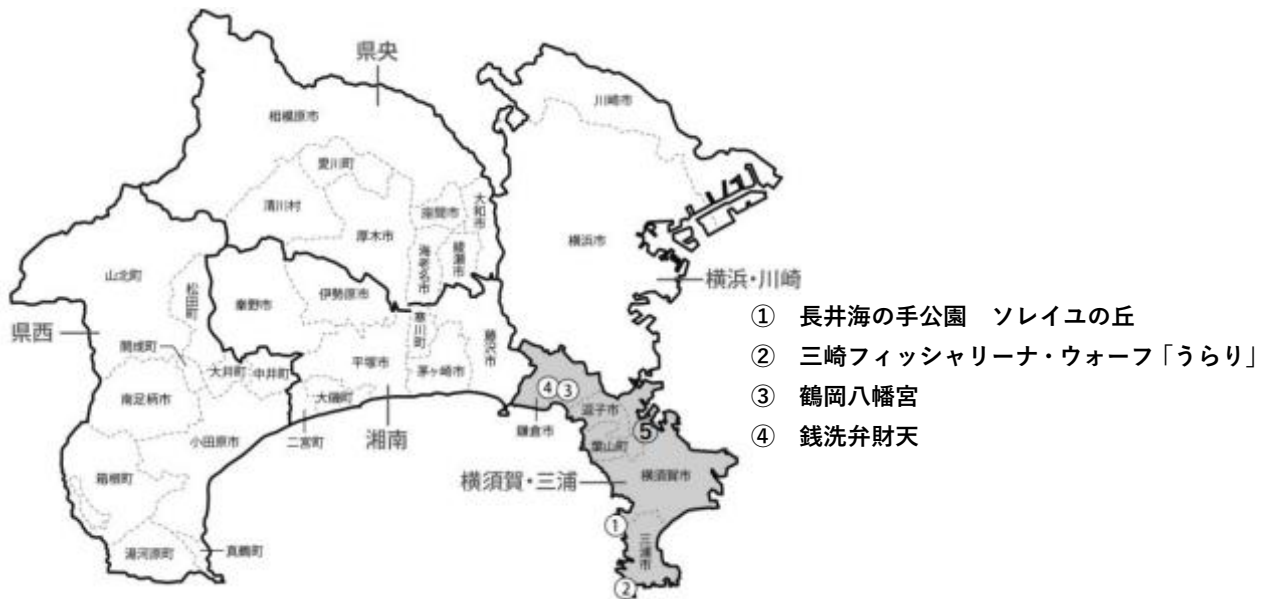 県央
川崎市
相模原市
愛川町
清川村
座間市
大和市
厚木市
海老名市
綾瀬市
横浜市
山北町
松田町
秦野市
伊勢原市
横浜・川崎
寒川町
藤沢市
県西
開成町
大井町
中井町
平塚市
茅ヶ崎市
南足柄市
大磯町
小田原市
二宮町
湘南
④
③
鎌倉市
逗子市
⑤
葉山町
箱根町
横須賀・三浦
横須賀市
①
三浦市
湯河原町
真鶴町
②
① 長井海の手公園 ソレイユの丘
② 三崎フィッシャリーナ・ウォーフ「うらり」
③ 鶴岡八幡宮
④ 銭洗弁財天